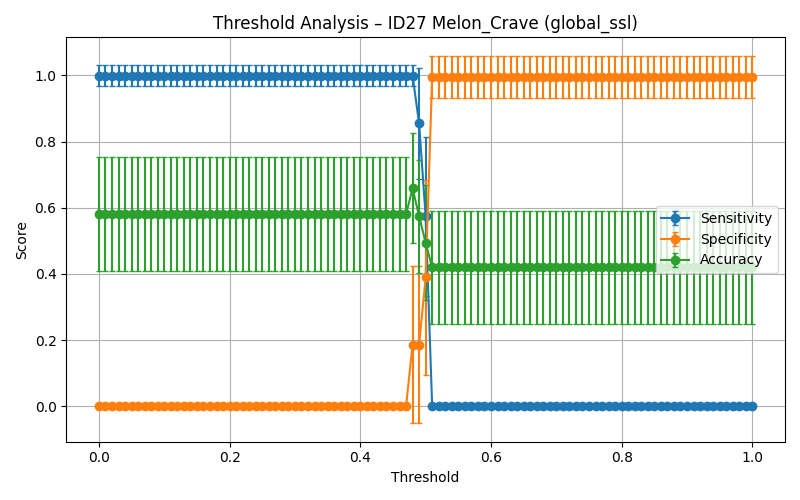 Threshold Analysis – ID27 Melon_Crave (global_ssl)
Score
1.0
0.8
0.6
0.4
0.2
0.0
Sensitivity
Specificity
Accuracy
0.0 0.2 0.4 0.6 0.8 1.0
Threshold